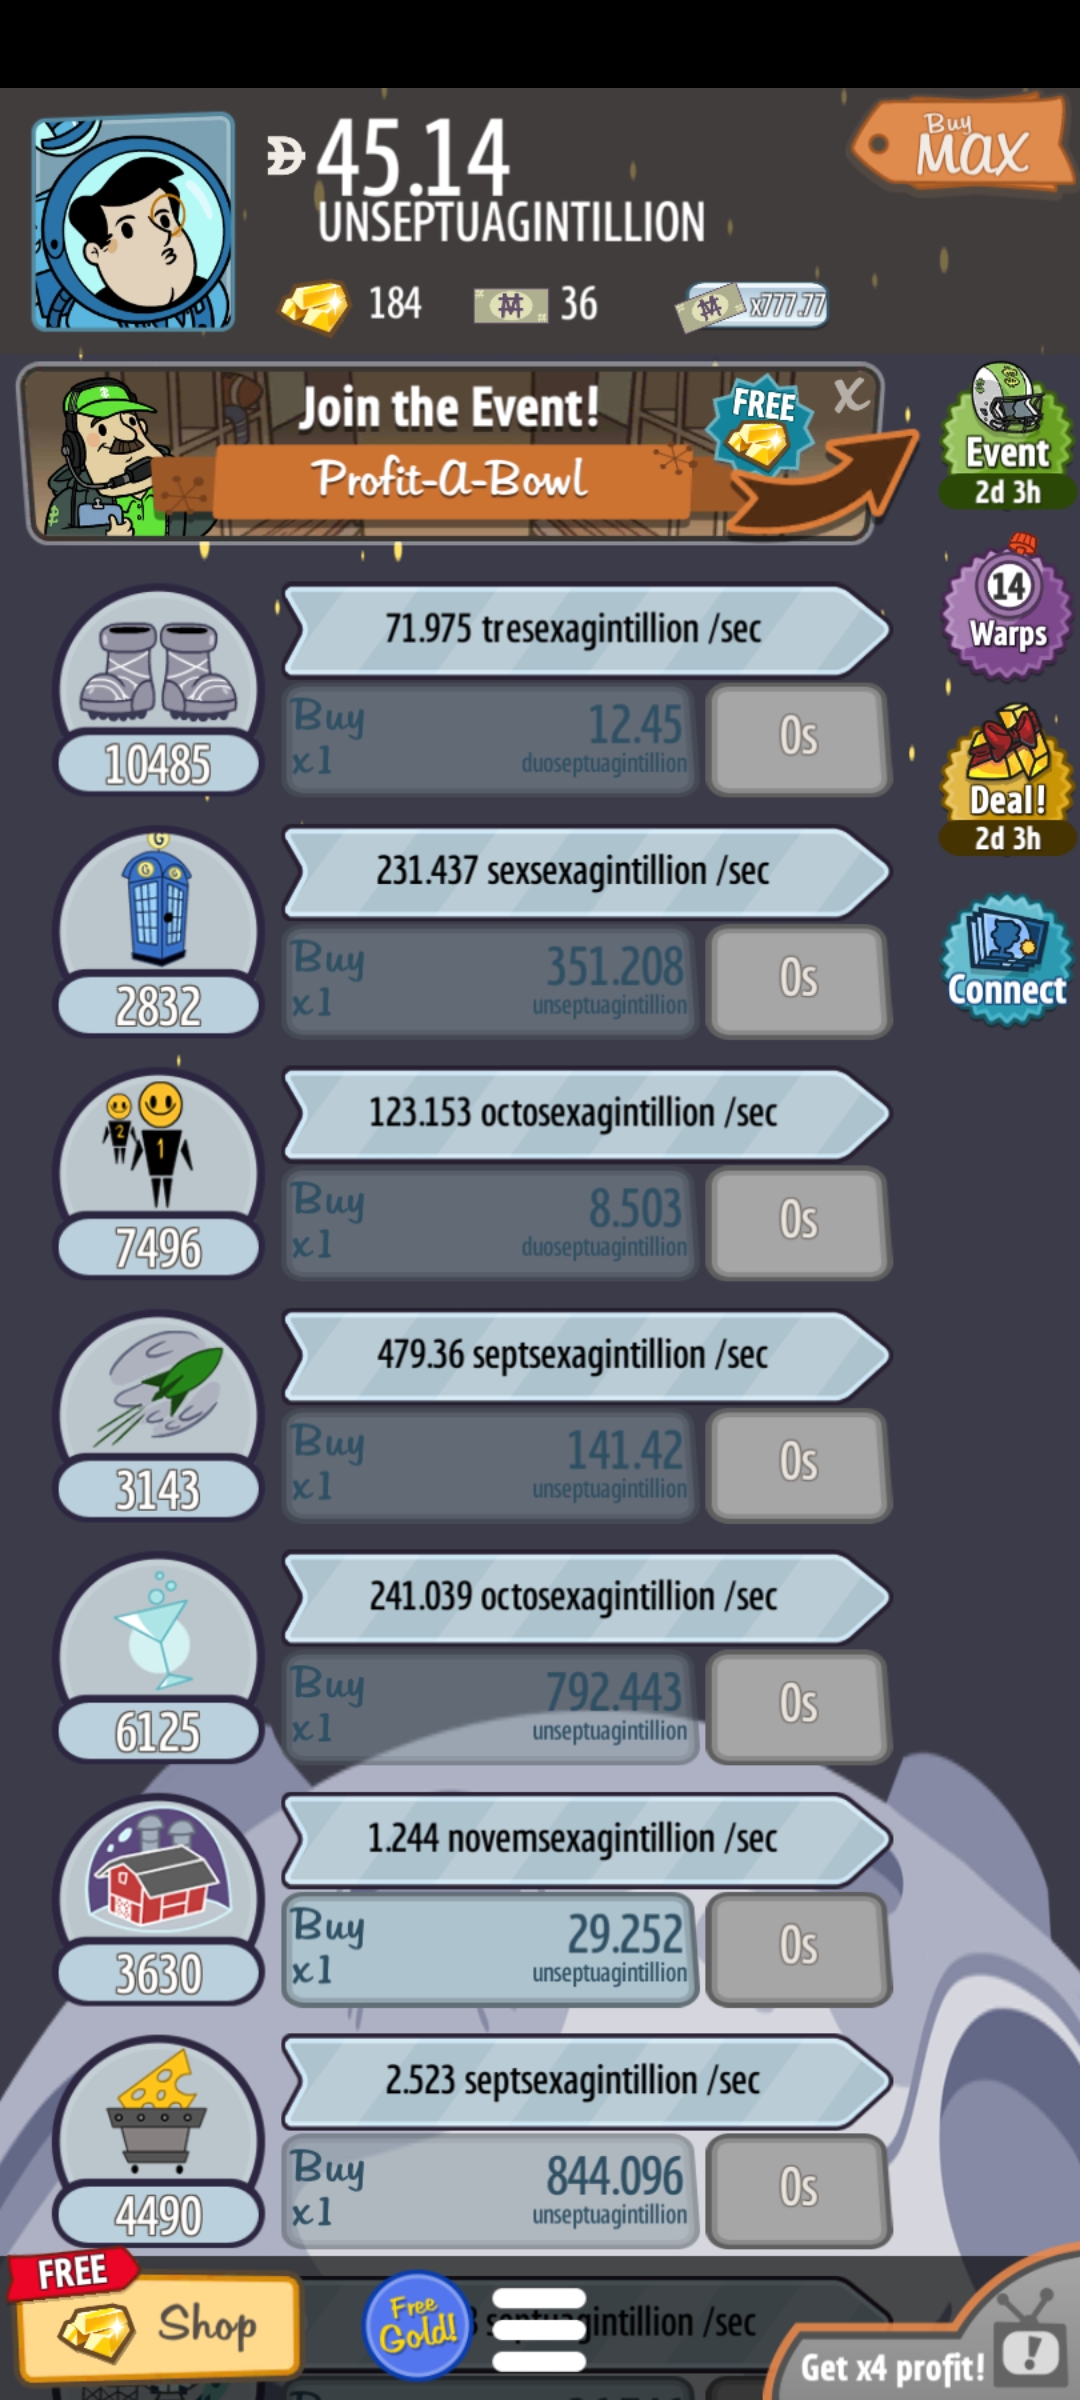 Buy
MAX
45.14
UNSEPTUAGINTILLION
184
36
x777.77
Join the Event!
FREE
X
Profit-A-Bowl
Event
2d 3h
14
Warps
Deal!
2d 3h
Connect
71.975 tresexagintillion /sec
Buy
x1
12.45
duoseptuagintillion
0s
10485
G
G
G
231.437 sexsexagintillion /sec
Buy
x1
351.208
unseptuagintillion
0s
2832
2
1
123.153 octosexagintillion /sec
Buy
x1
8.503
duoseptuagintillion
0s
7496
479.36 septsexagintillion /sec
Buy
x1
141.42
unseptuagintillion
0s
3143
241.039 octosexagintillion /sec
Buy
x1
792.443
unseptuagintillion
0s
6125
1.244 novemsexagintillion /sec
Buy
x1
29.252
unseptuagintillion
0s
3630
2.523 septsexagintillion /sec
Buy
x1
844.096
unseptuagintillion
0s
4490
FREE
Shop
Free
Gold!
septuagintillion /sec
Get x4 profit!